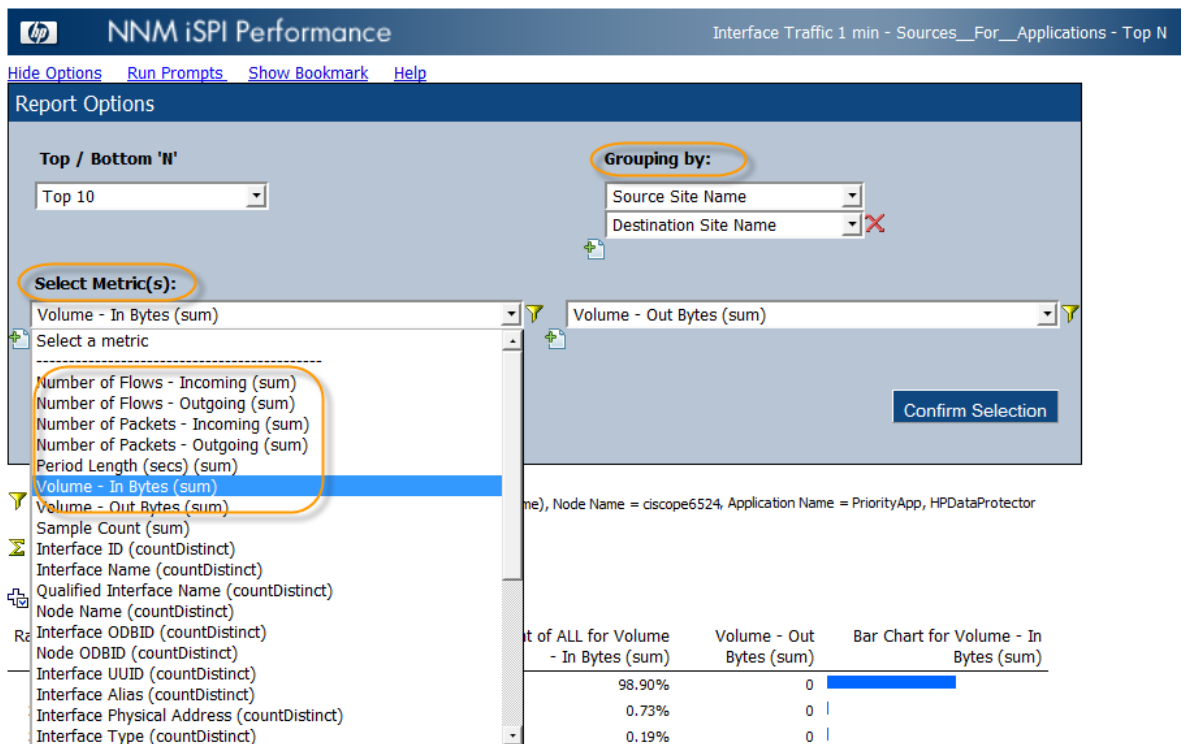 hp NNM iSPI Performance Interface Traffic 1 min - Sources__For__Applications - Top N
Hide Options Run Prompts Show Bookmark Help
Report Options
Top / Bottom 'N' Grouping by:
Top 10 Source Site Name
Destination Site Name
Select Metric(s):
Volume - In Bytes (sum) Volume - Out Bytes (sum)
Select a metric
------------------------------------------
Number of Flows - Incoming (sum)
Number of Flows - Outgoing (sum)
Number of Packets - Incoming (sum)
Confirm Selection
Number of Packets - Outgoing (sum)
Period Length (secs) (sum)
Volume - In Bytes (sum)
Volume - Out Bytes (sum) me), Node Name = ciscope6524, Application Name = PriorityApp, HPDataProtector
Sample Count (sum)
Interface ID (countDistinct)
Interface Name (countDistinct)
Qualified Interface Name (countDistinct)
Node Name (countDistinct)
Interface ODBID (countDistinct)
Node ODBID (countDistinct)
Ra t of ALL for Volume - In Bytes (sum) Volume - Out Bytes (sum) Bar Chart for Volume - In Bytes (sum)
Interface UUID (countDistinct)
98.90% 0
Interface Alias (countDistinct)
Interface Physical Address (countDistinct)
0.73% 0
Interface Type (countDistinct)
0.19% 0